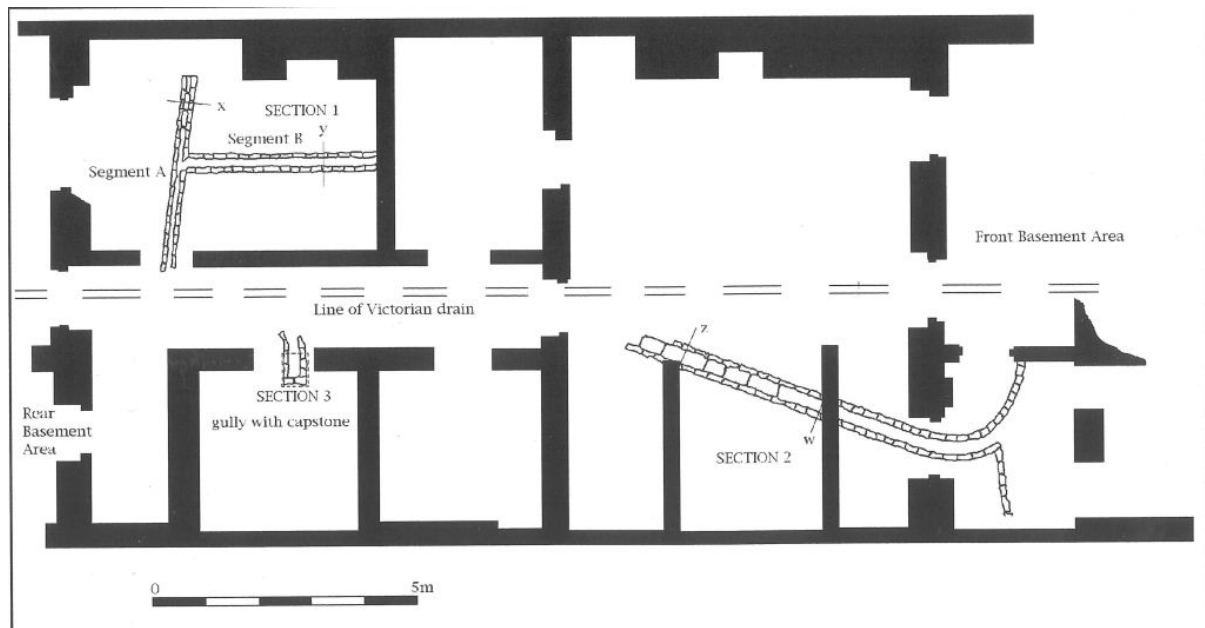 x
SECTION 1
Segment B
y
Segment A
Front Basement Area
Line of Victorian drain
z
SECTION 3
gully with capstone
Rear
Basement
Area
w
SECTION 2
0
5m